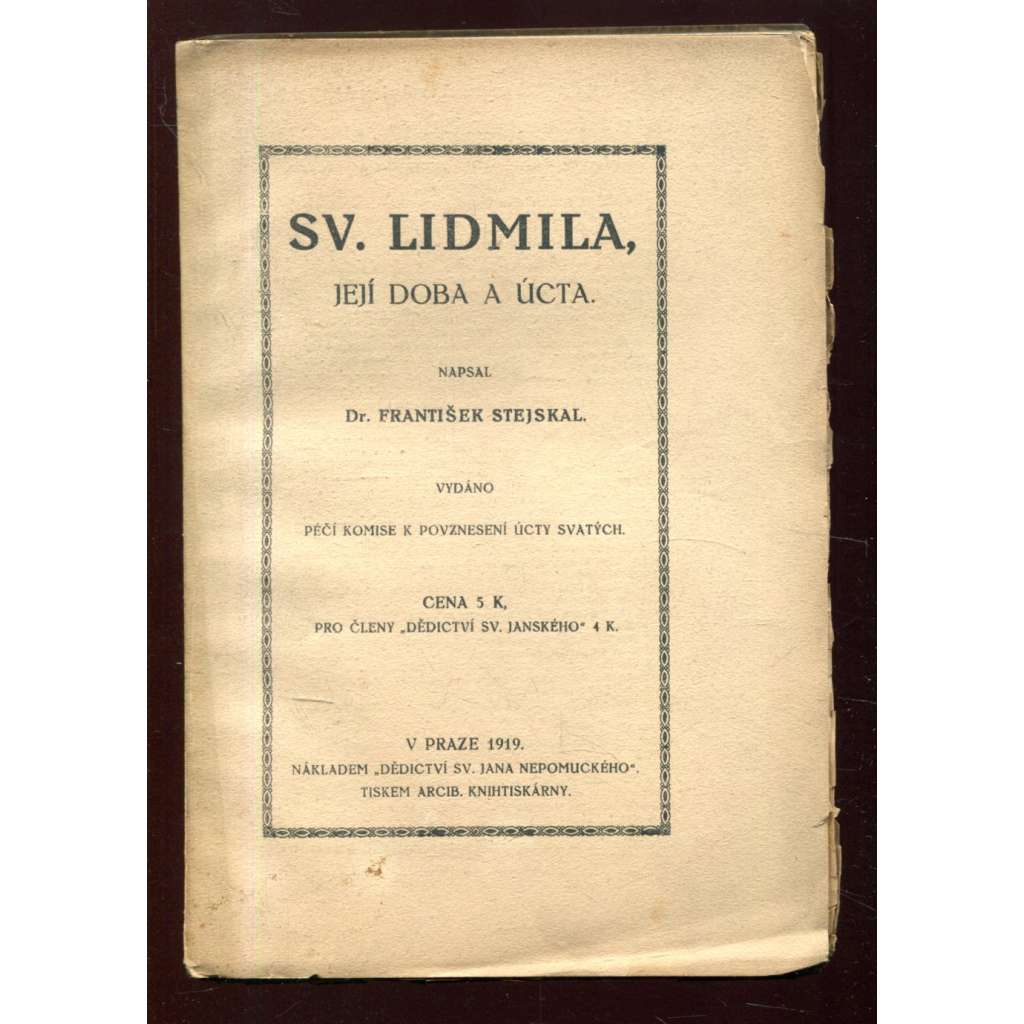 SV. LIDMILA,
JEJÍ DOBA A ÚCTA.
NAPSAL
Dr. FRANTIŠEK STEJSKAL.
VYDÁNO
PÉČÍ KOMISE K POVZNESENÍ ÚCTY SVATÝCH.
CENA 5 K,
PRO ČLENY „DĚDICTVÍ SV. JANSKÉHO“ 4 K.
V PRAZE 1919.
NÁKLADEM „DĚDICTVÍ SV. JANA NEPOMUCKÉHO“.
TISKEM ARCIB. KNIHTISKÁRNY.